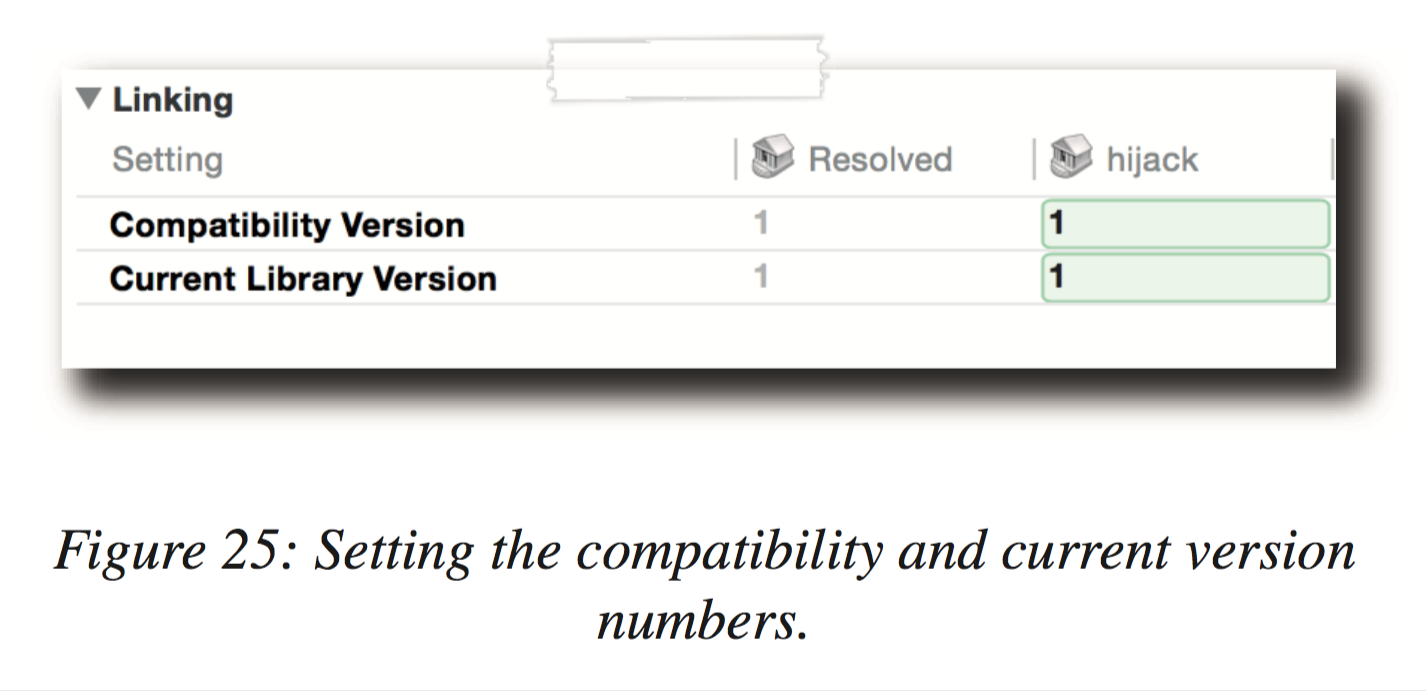 Linking
Setting Resolved hijack
Compatibility Version 1 1
Current Library Version 1 1
Figure 25: Setting the compatibility and current version
numbers.